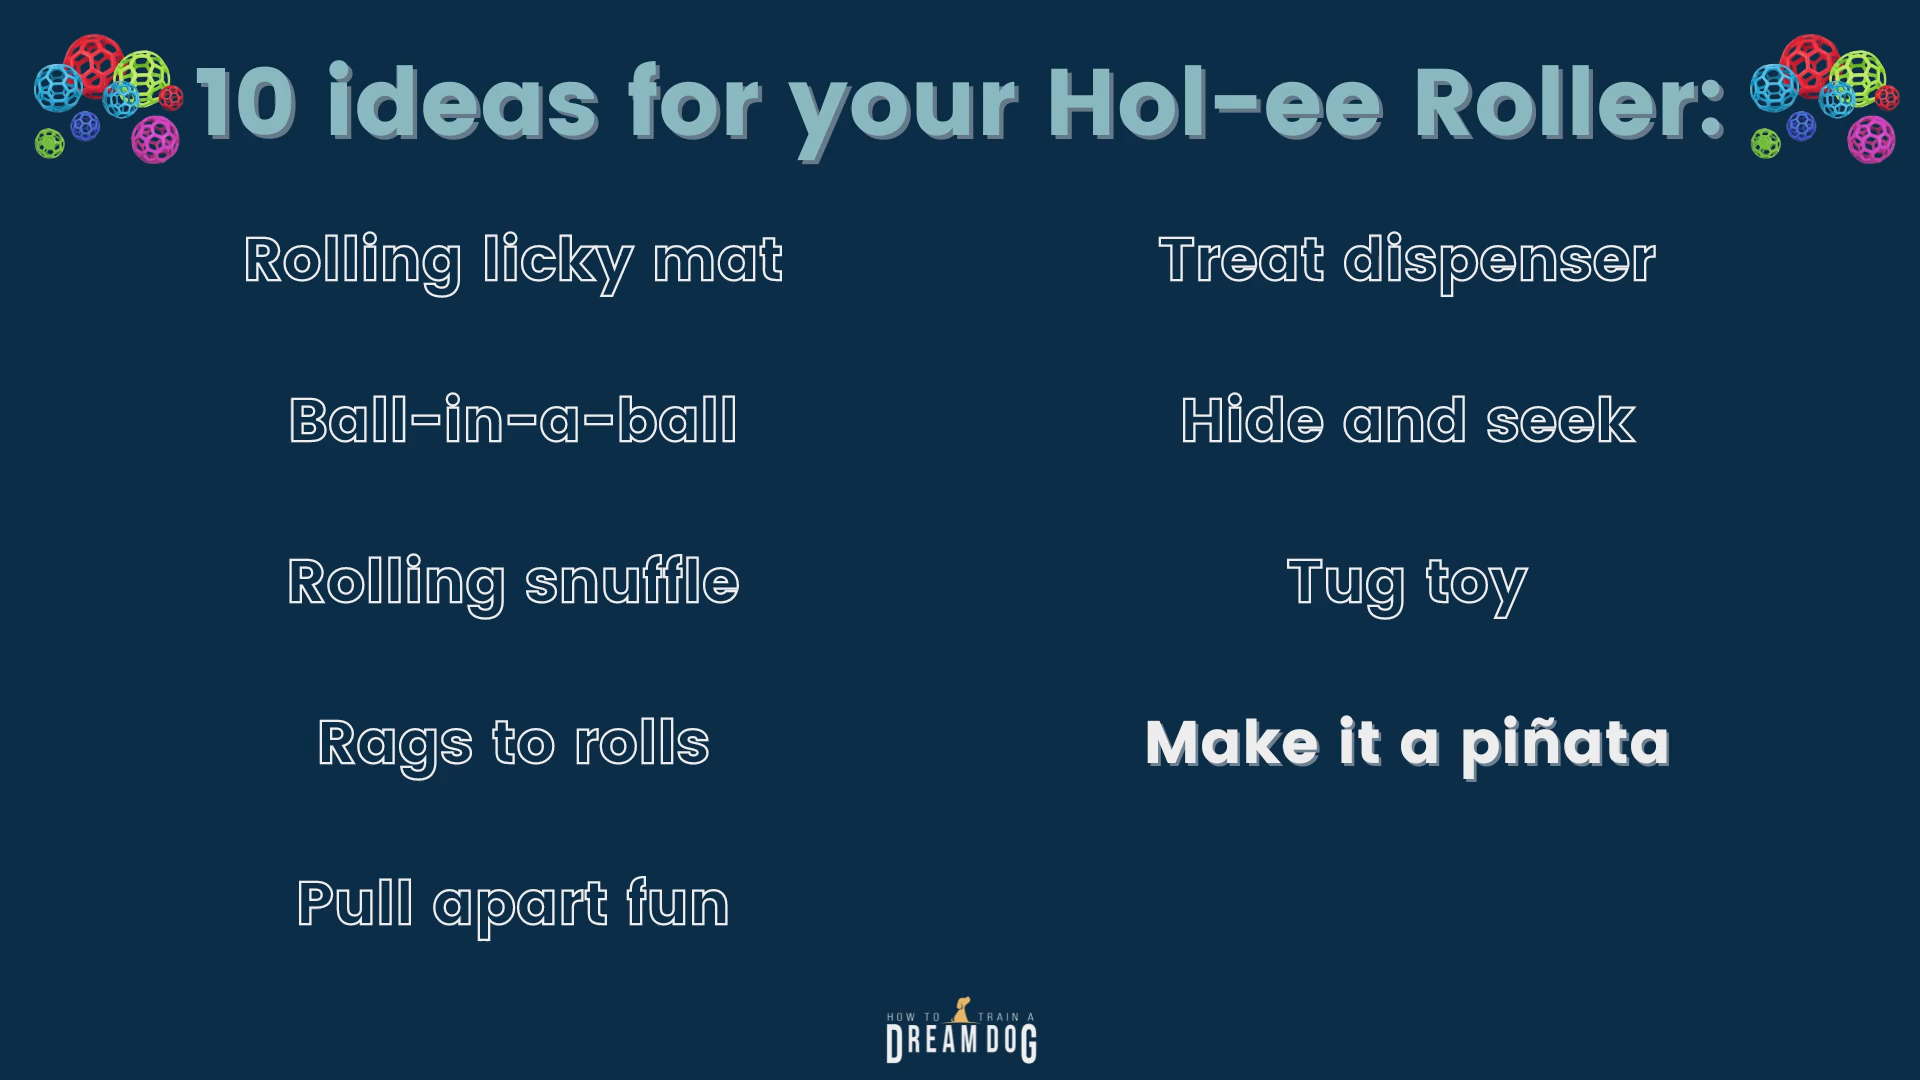 10 ideas for your Hol-ee Roller:
Rolling licky mat
Ball-in-a-ball
Rolling snuffle
Rags to rolls
Pull apart fun
Treat dispenser
Hide and seek
Tug toy
Make it a piñata
HOW TO TRAIN A
DREAM DOG